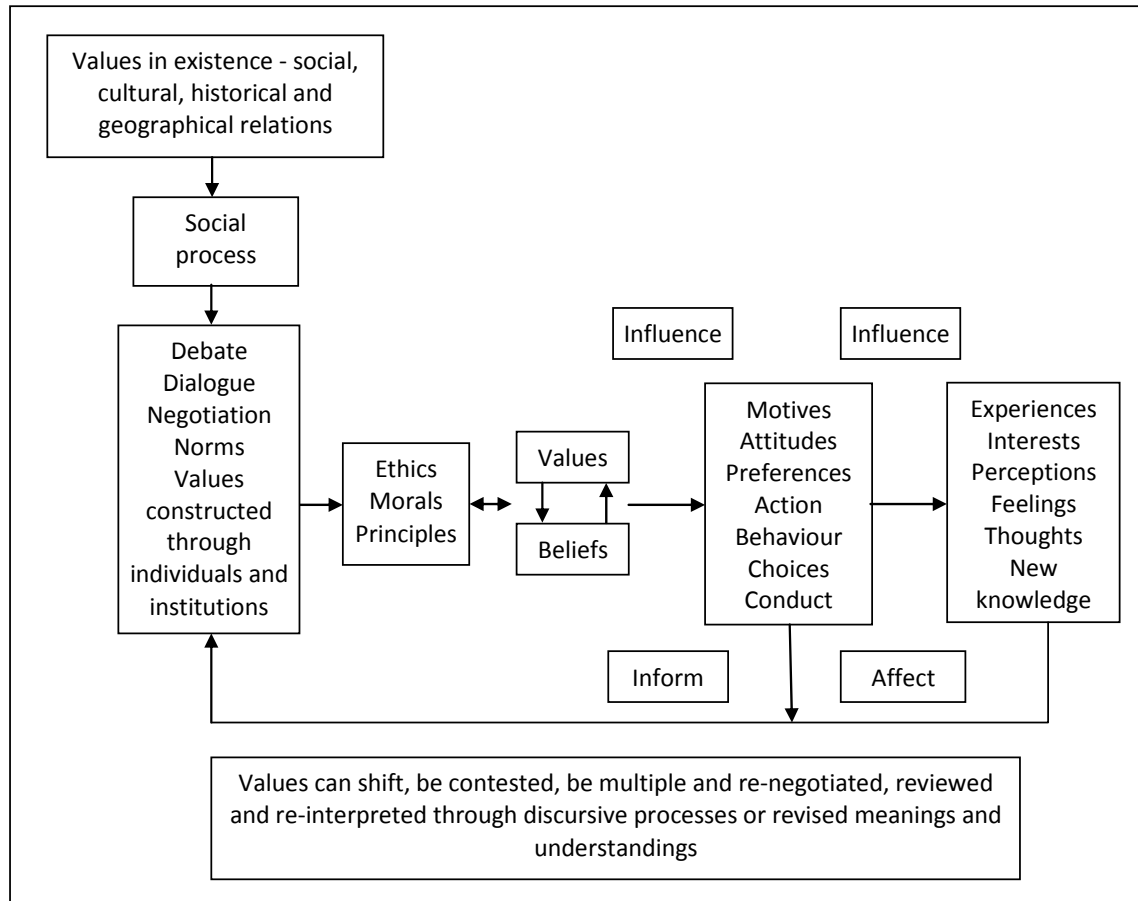 Values in existence - social,
cultural, historical and
geographical relations
Social
process
Debate
Dialogue
Negotiation
Norms
Values
constructed
through
individuals and
institutions
Ethics
Morals
Principles
Values
Beliefs
Influence
Motives
Attitudes
Preferences
Action
Behaviour
Choices
Conduct
Inform
Influence
Experiences
Interests
Perceptions
Feelings
Thoughts
New
knowledge
Affect
Values can shift, be contested, be multiple and re-negotiated, reviewed
and re-interpreted through discursive processes or revised meanings and
understandings